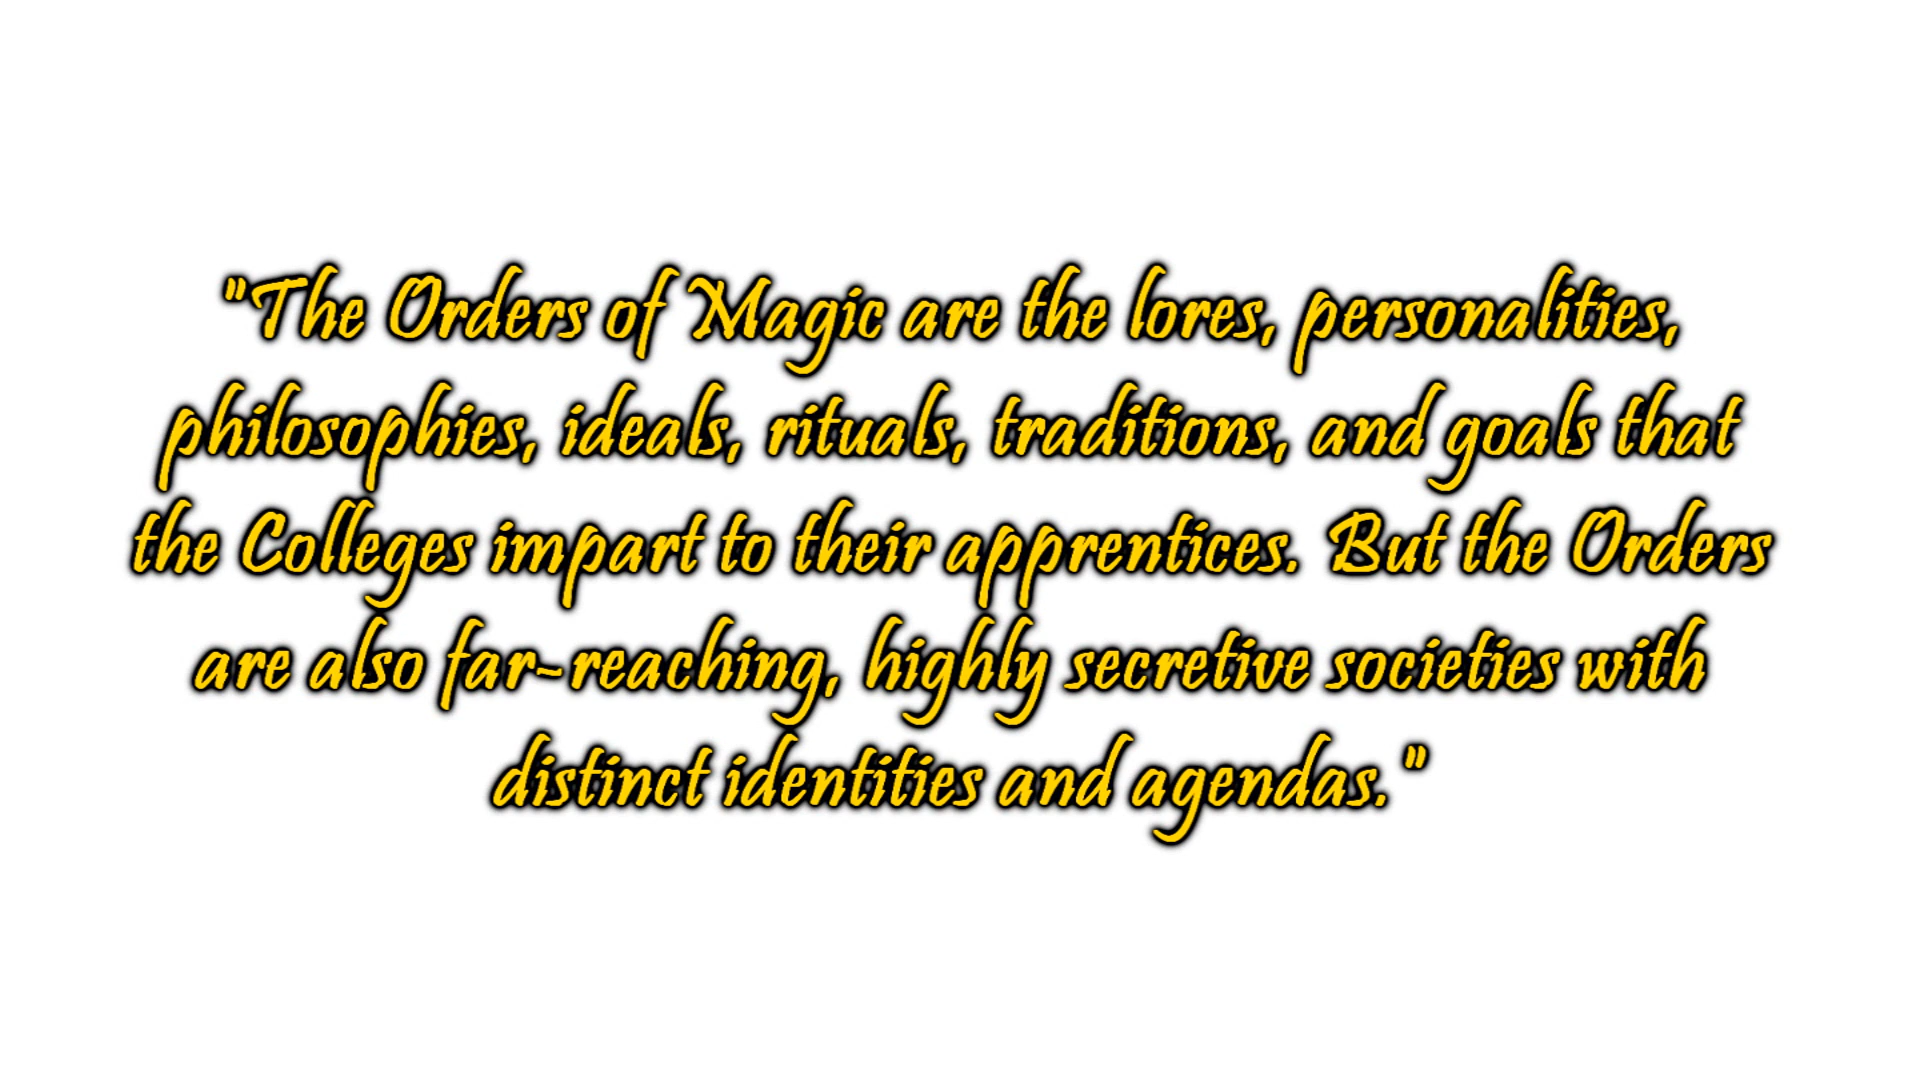 "The Orders of Magic are the lores, personalities,
philosophies, ideals, rituals, traditions, and goals that
the Colleges impart to their apprentices. But the Orders
are also far-reaching, highly secretive societies with
distinct identities and agendas."